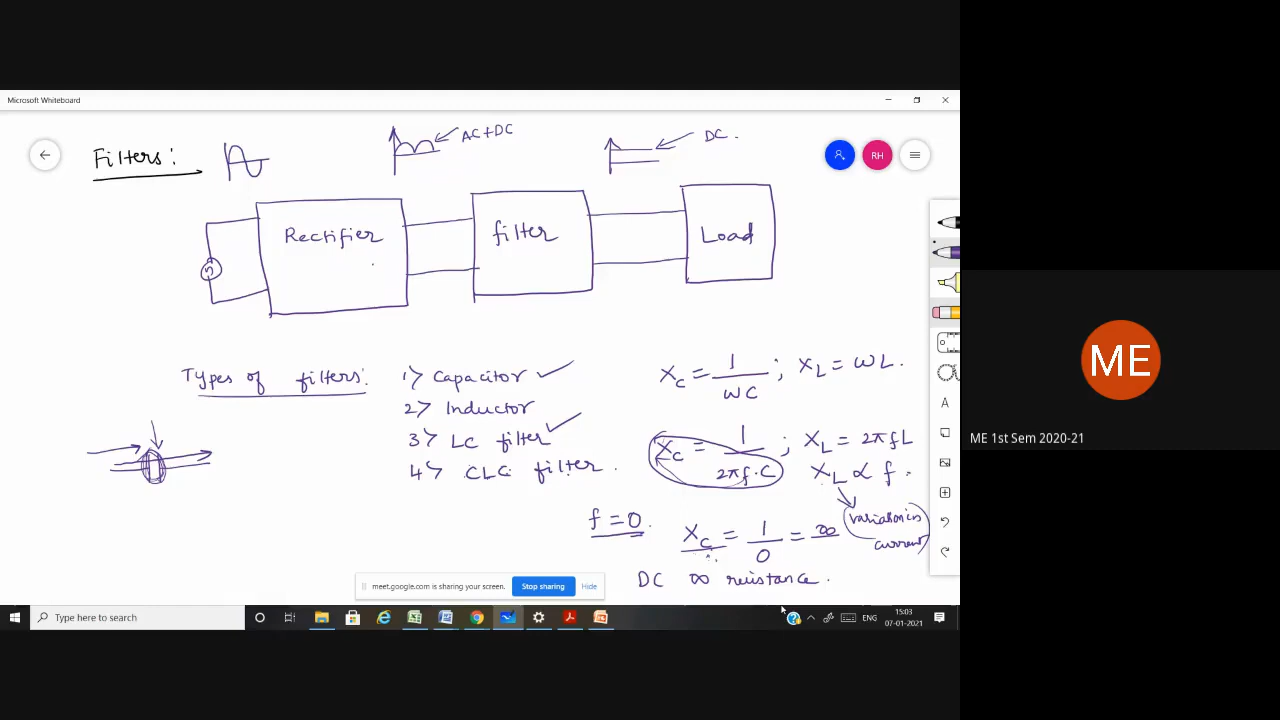 Microsoft Whiteboard
Filters:
AC+DC
DC.
RH
Rectifier
filter
Load
Types of filters:
1> Capacitor ✓
2> Inductor
3> LC filter ✓
4> CLC filter.
Xc = 1/ωC ; XL = ωL.
Xc = 1/2πf·C ; XL = 2πfL
XL ∝ f.
variation in
current
f = 0.
Xc = 1/0 = ∞
DC ∞ resistance.
A
meet.google.com is sharing your screen.
Stop sharing
Hide
Type here to search
ENG
15:03
07-01-2021
ME
ME 1st Sem 2020-21